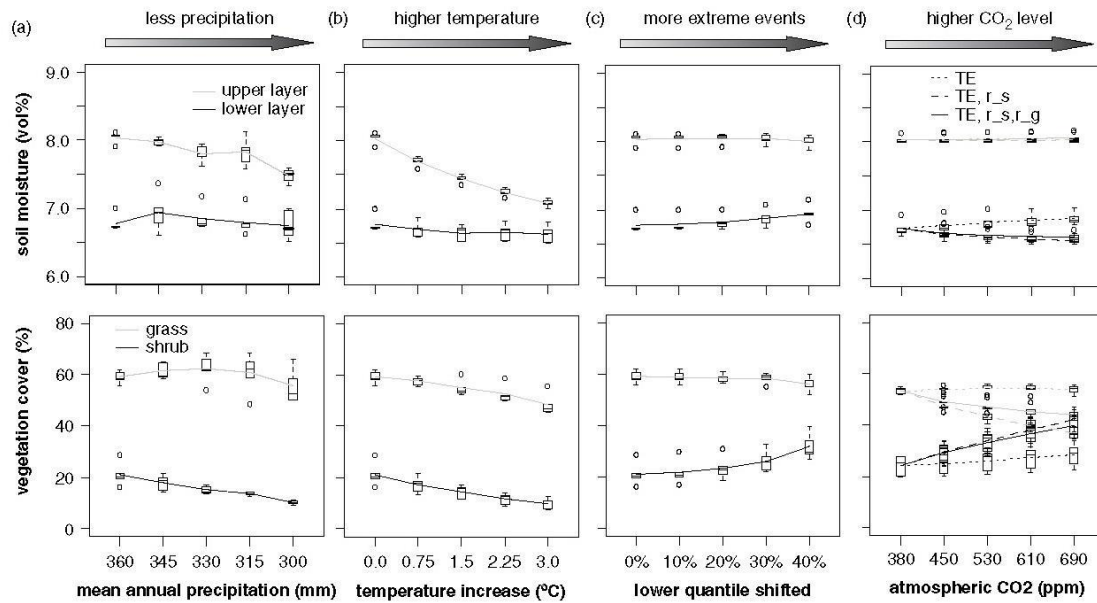 (a) less precipitation (b) higher temperature (c) more extreme events (d) higher CO2 level
soil moisture (vol%)
9.0
8.0
7.0
6.0
upper layer
lower layer
TE
TE, r_s
TE, r_s,r_g
vegetation cover (%)
80
60
40
20
0
grass
shrub
360 345 330 315 300
mean annual precipitation (mm)
0.0 0.75 1.5 2.25 3.0
temperature increase (ºC)
0% 10% 20% 30% 40%
lower quantile shifted
380 450 530 610 690
atmospheric CO2 (ppm)